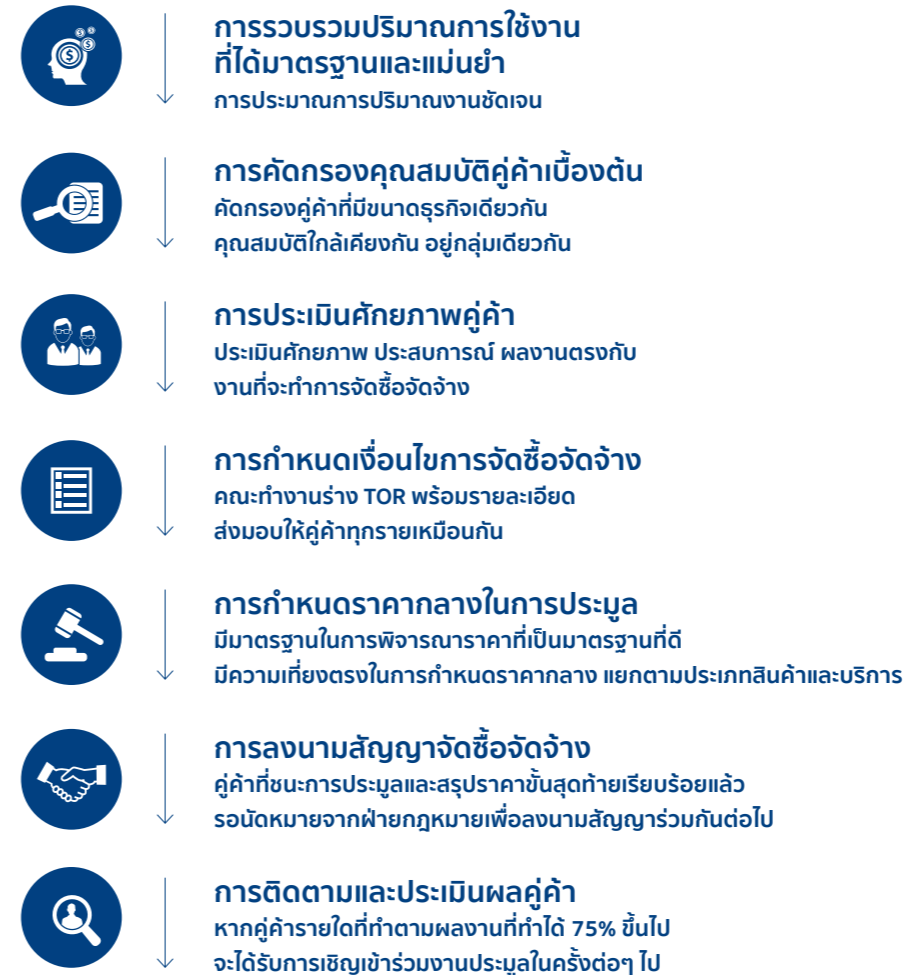 การรวบรวมปริมาณการใช้งาน
ที่ได้มาตรฐานและแม่นยำ
การประมาณการปริมาณงานชัดเจน
การคัดกรองคุณสมบัติคู่ค้าเบื้องต้น
คัดกรองคู่ค้าที่มีขนาดธุรกิจเดียวกัน
คุณสมบัติใกล้เคียงกัน อยู่กลุ่มเดียวกัน
การประเมินศักยภาพคู่ค้า
ประเมินศักยภาพ ประสบการณ์ ผลงานตรงกับ
งานที่จะทำการจัดซื้อจัดจ้าง
การกำหนดเงื่อนไขการจัดซื้อจัดจ้าง
คณะทำงานร่าง TOR พร้อมรายละเอียด
ส่งมอบให้คู่ค้าทุกรายเหมือนกัน
การกำหนดราคากลางในการประมูล
มีมาตรฐานในการพิจารณาราคาที่เป็นมาตรฐานที่ดี
มีความเที่ยงตรงในการกำหนดราคากลาง แยกตามประเภทสินค้าและบริการ
การลงนามสัญญาจัดซื้อจัดจ้าง
คู่ค้าที่ชนะการประมูลและสรุปราคาขั้นสุดท้ายเรียบร้อยแล้ว
รอนัดหมายจากฝ่ายกฎหมายเพื่อลงนามสัญญาร่วมกันต่อไป
การติดตามและประเมินผลคู่ค้า
หากคู่ค้ารายใดที่ทำตามผลงานที่ทำได้ 75% ขึ้นไป
จะได้รับการเชิญเข้าร่วมงานประมูลในครั้งต่อๆ ไป